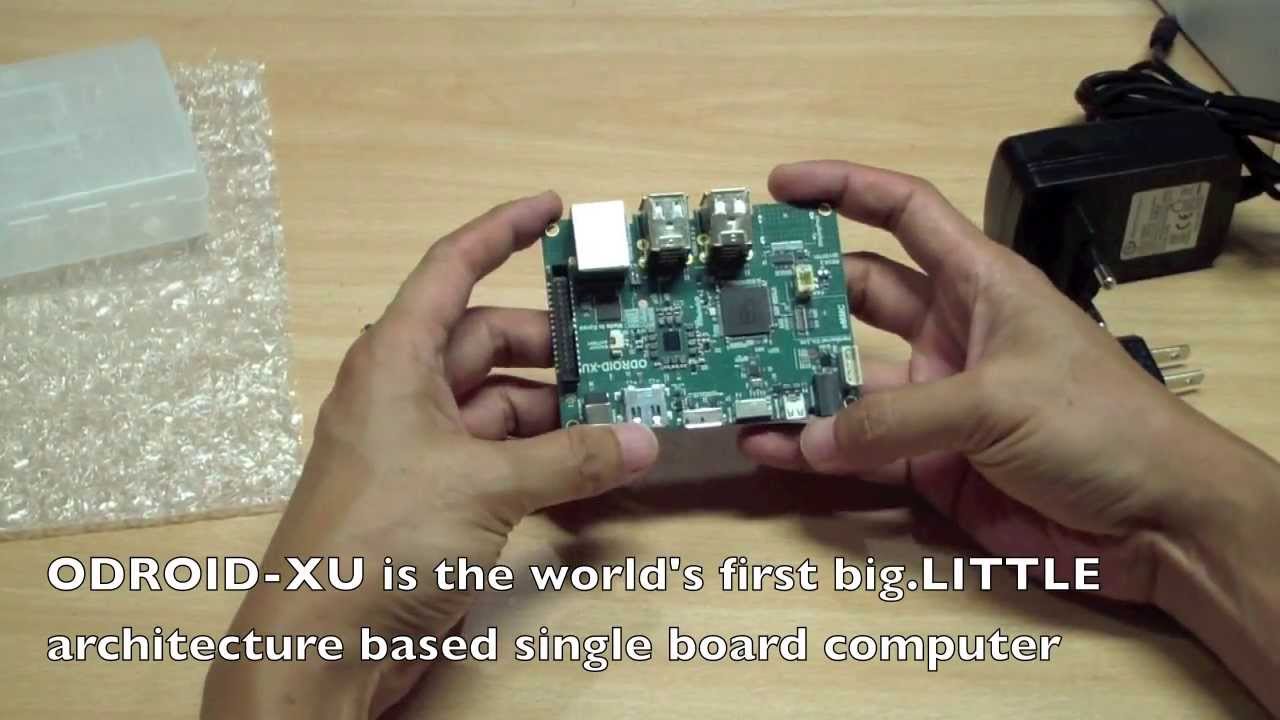 ODROID-XU
ODROID-XU is the world's first big.LITTLE
architecture based single board computer